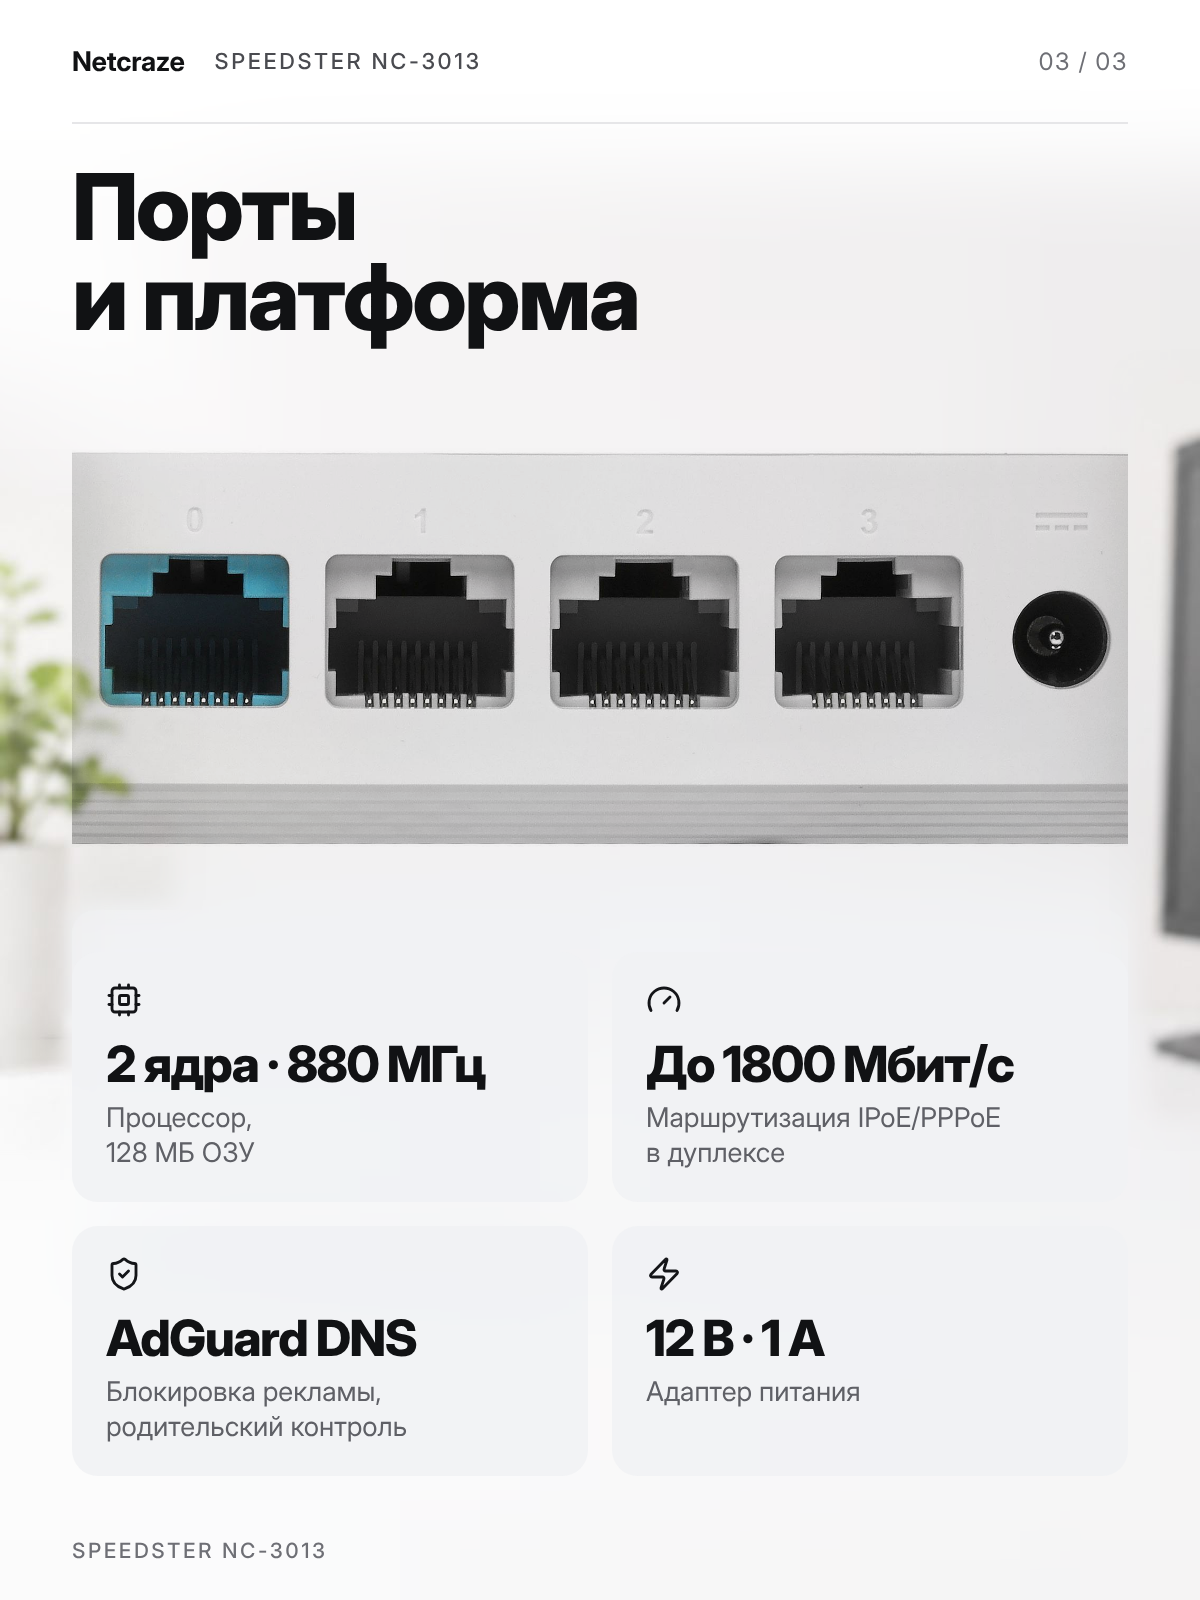 Netcraze SPEEDSTER NC-3013 03 / 03
Порты
и платформа
0 1 2 3
2 ядра · 880 МГц
Процессор,
128 МБ ОЗУ
До 1800 Мбит/с
Маршрутизация IPoE/PPPoE
в дуплексе
AdGuard DNS
Блокировка рекламы,
родительский контроль
12 В · 1 А
Адаптер питания
SPEEDSTER NC-3013